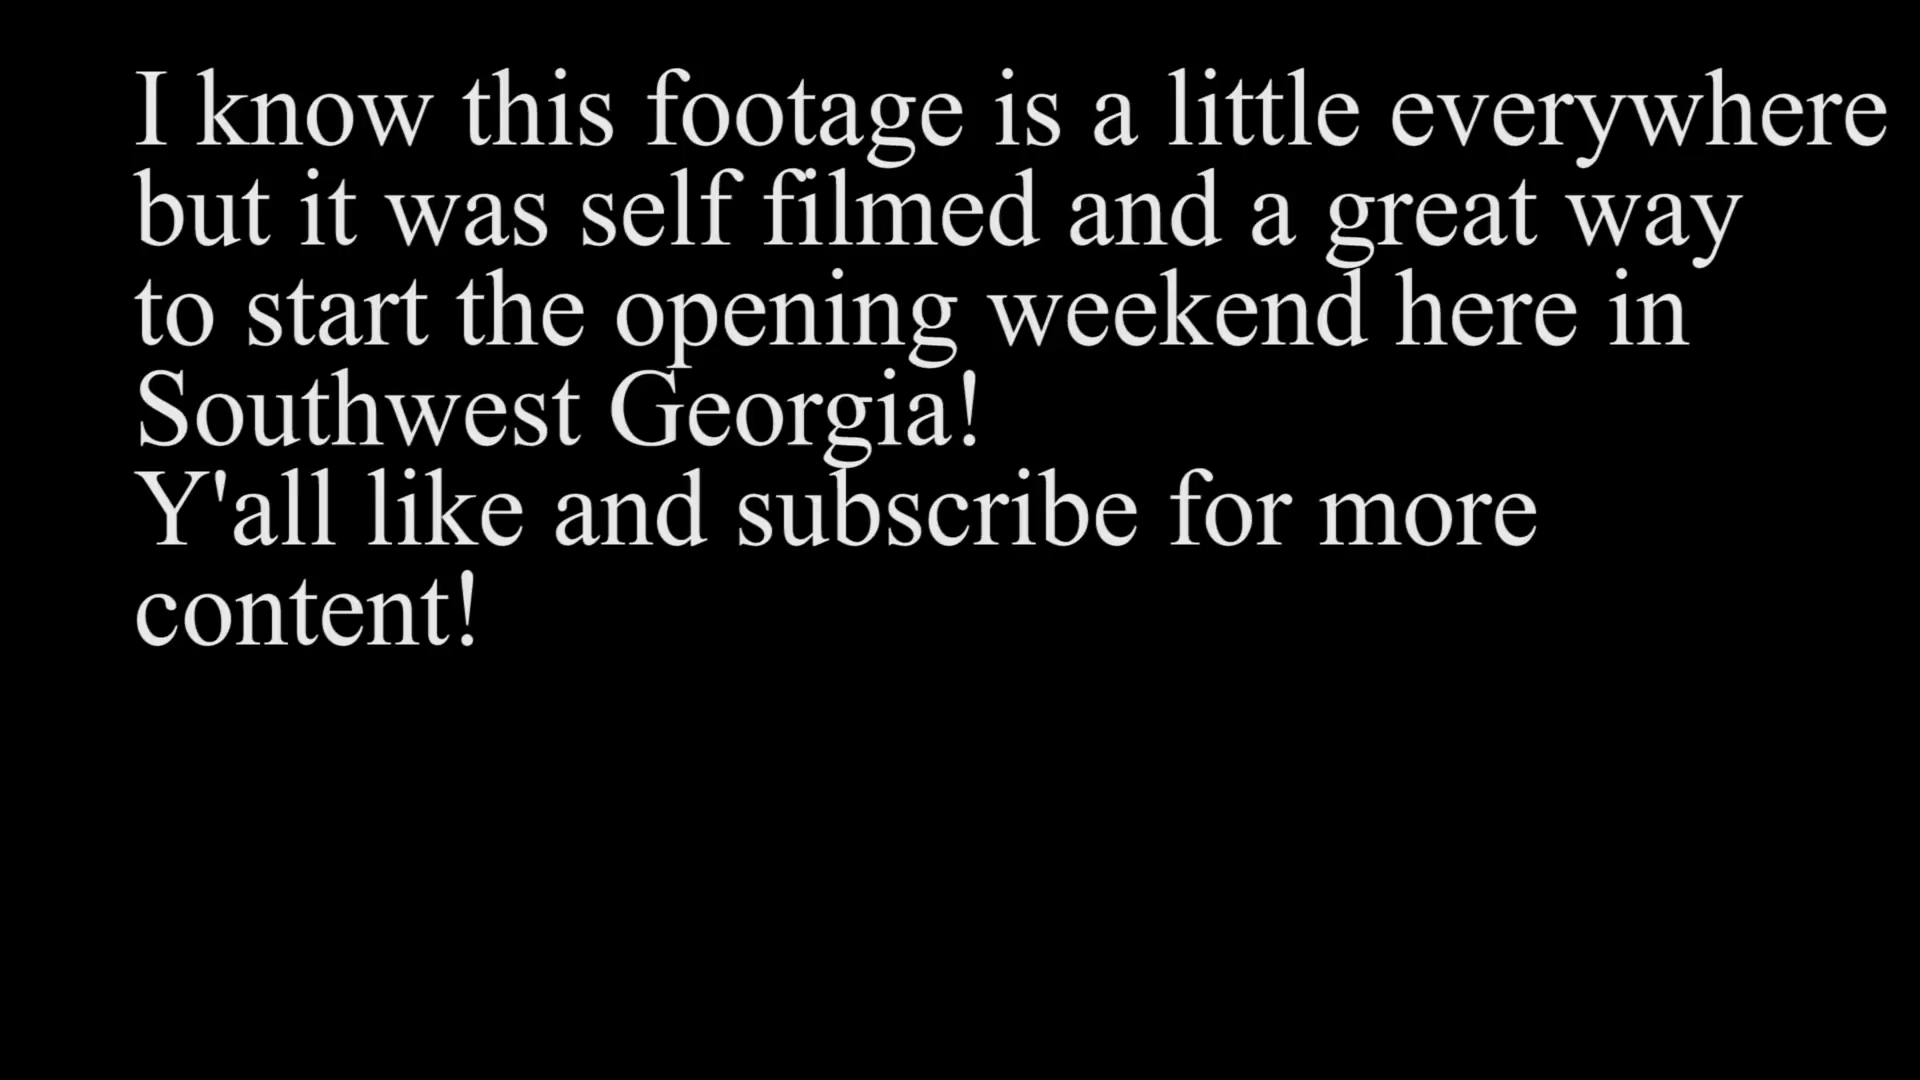 I know this footage is a little everywhere
but it was self filmed and a great way
to start the opening weekend here in
Southwest Georgia!
Y'all like and subscribe for more
content!